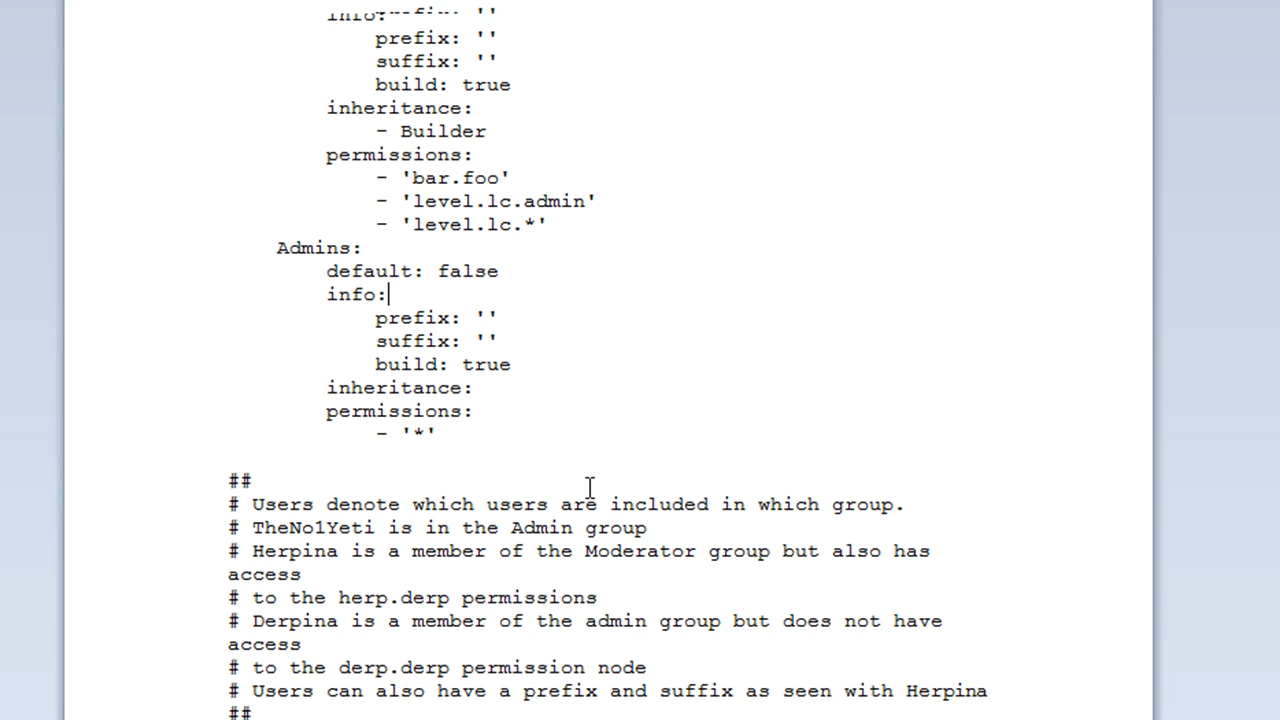 info:
prefix: ''
suffix: ''
build: true
inheritance:
- Builder
permissions:
- 'bar.foo'
- 'level.lc.admin'
- 'level.lc.*'
Admins:
default: false
info:
prefix: ''
suffix: ''
build: true
inheritance:
permissions:
- '*'
##
# Users denote which users are included in which group.
# TheNo1Yeti is in the Admin group
# Herpina is a member of the Moderator group but also has
access
# to the herp.derp permissions
# Derpina is a member of the admin group but does not have
access
# to the derp.derp permission node
# Users can also have a prefix and suffix as seen with Herpina
##